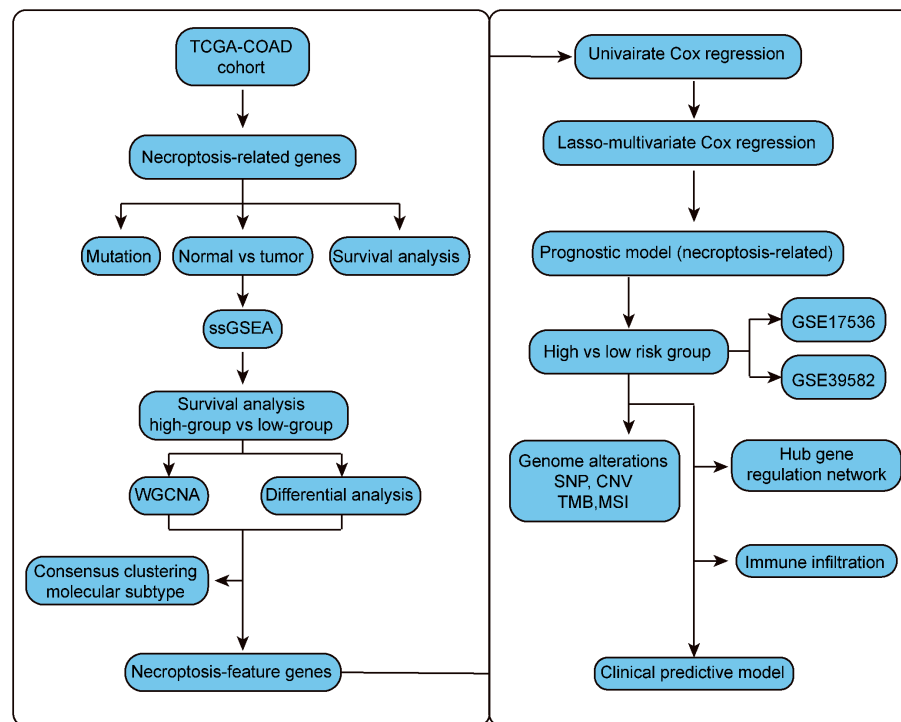 TCGA-COAD
cohort
Necroptosis-related genes
Mutation
Normal vs tumor
Survival analysis
ssGSEA
Survival analysis
high-group vs low-group
WGCNA
Differential analysis
Consensus clustering
molecular subtype
Necroptosis-feature genes
Univairate Cox regression
Lasso-multivariate Cox regression
Prognostic model (necroptosis-related)
High vs low risk group
GSE17536
GSE39582
Genome alterations
SNP, CNV
TMB,MSI
Hub gene
regulation network
Immune infiltration
Clinical predictive model